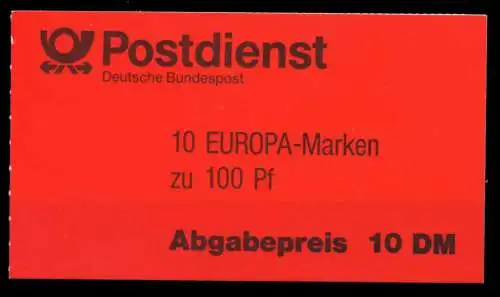 Postdienst
Deutsche Bundespost
10 EUROPA-Marken
zu 100 Pf
Abgabepreis 10 DM